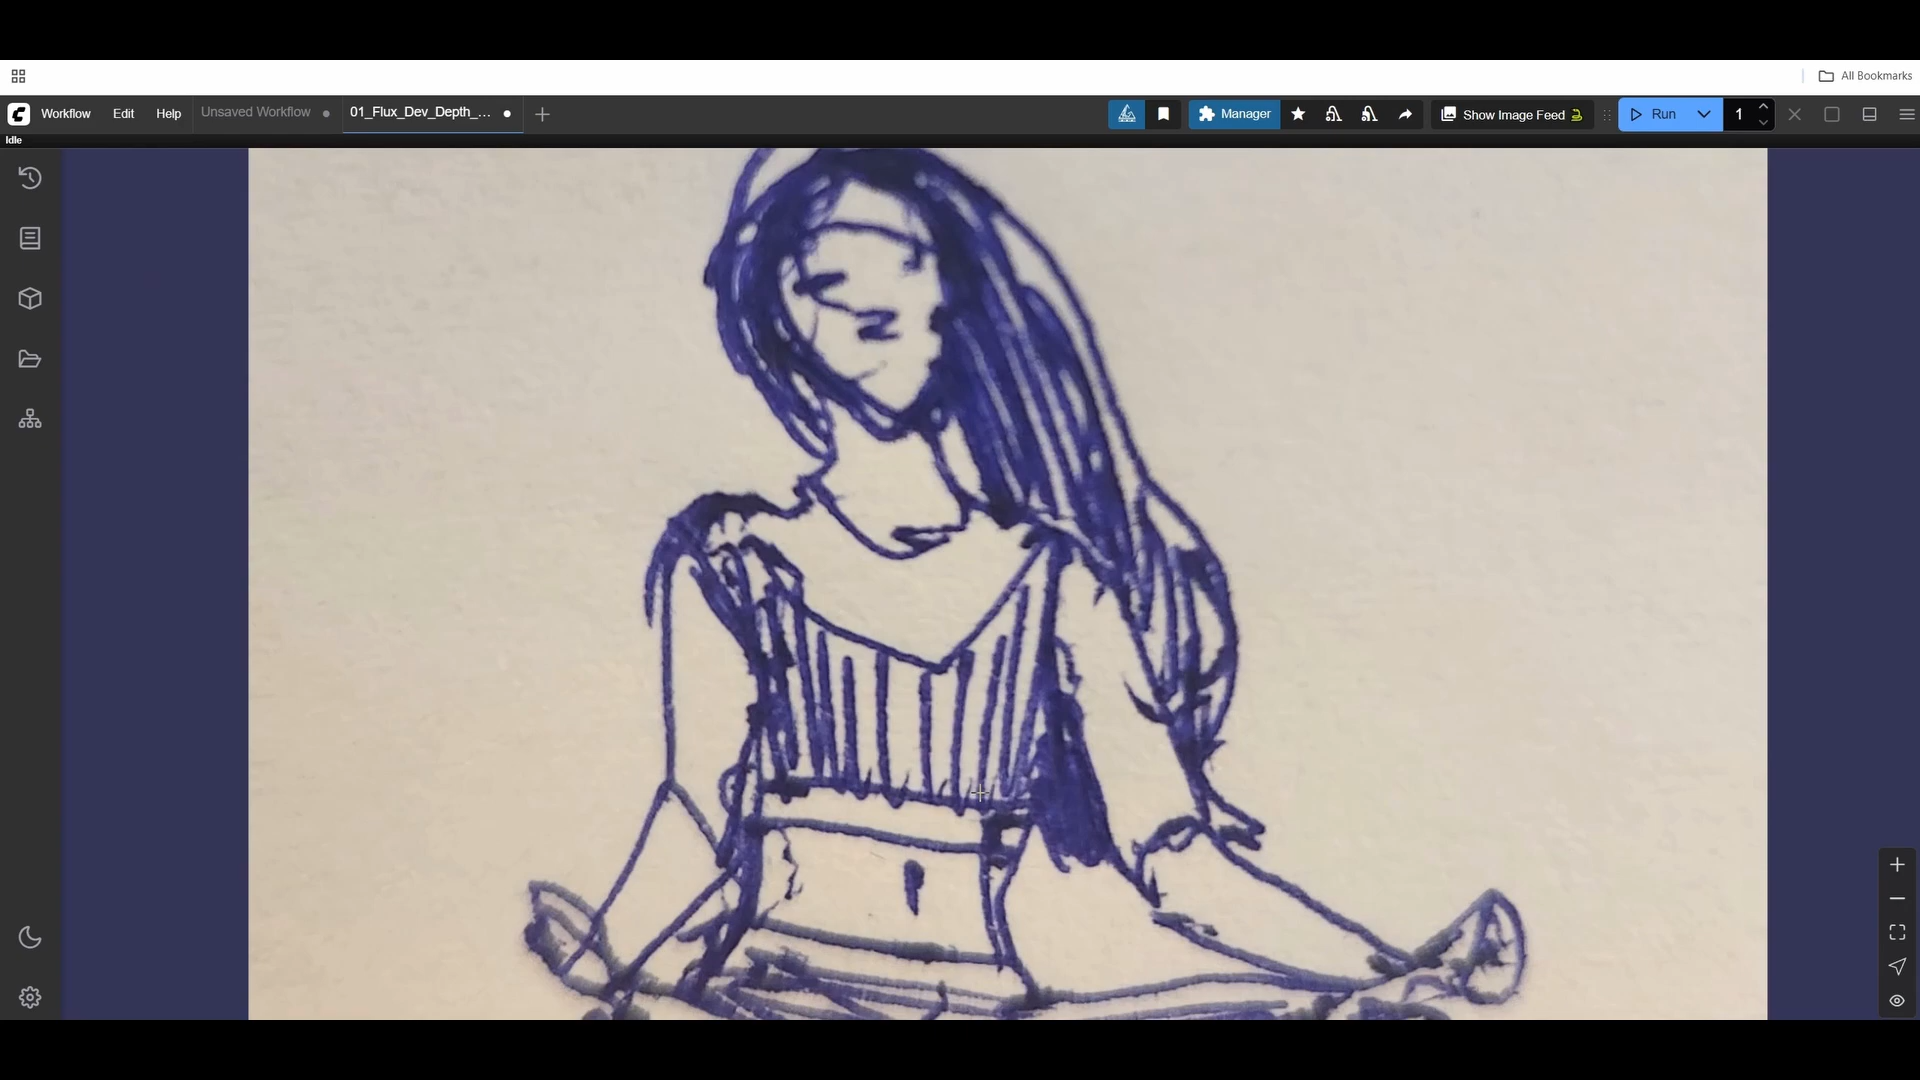 All Bookmarks
Workflow Edit Help Unsaved Workflow 01_Flux_Dev_Depth_... Manager Show Image Feed Run 1
Idle